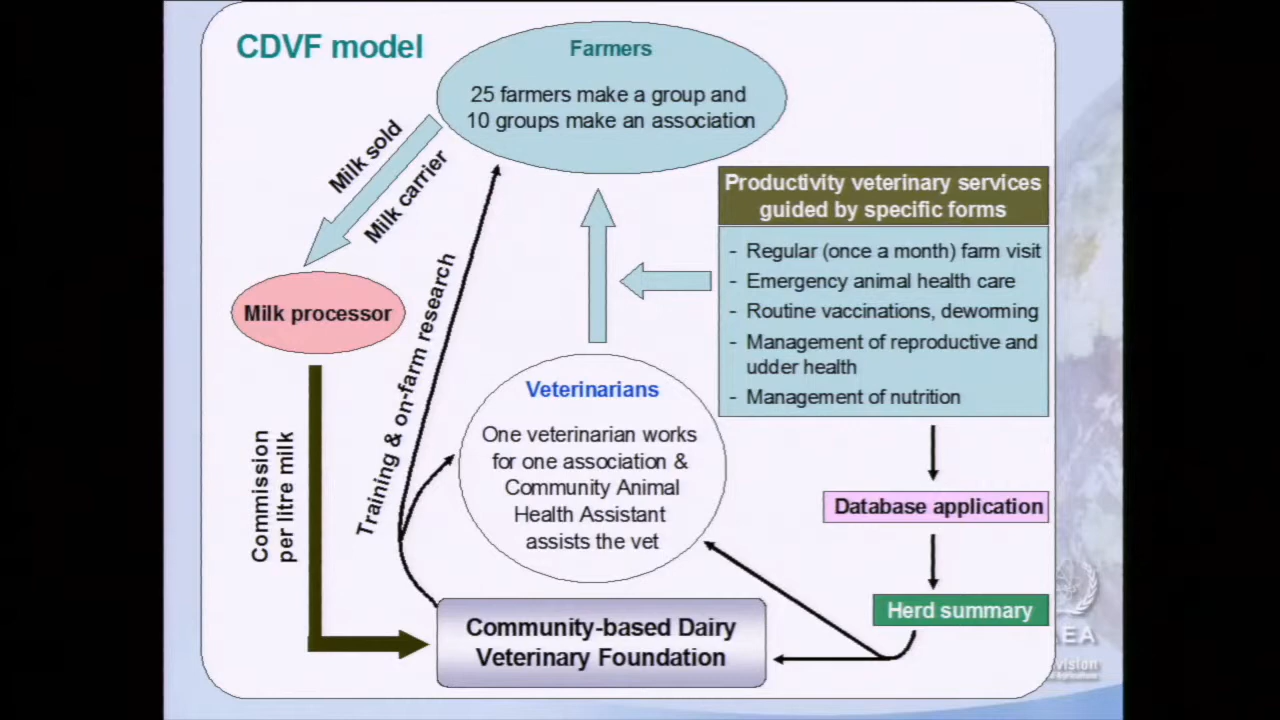 CDVF model
Farmers
25 farmers make a group and
10 groups make an association
Milk sold
Milk carrier
Productivity veterinary services
guided by specific forms
- Regular (once a month) farm visit
- Emergency animal health care
- Routine vaccinations, deworming
- Management of reproductive and
udder health
- Management of nutrition
Milk processor
Training & on-farm research
Veterinarians
One veterinarian works
for one association &
Community Animal
Health Assistant
assists the vet
Commission
per litre milk
Database application
Herd summary
Community-based Dairy
Veterinary Foundation
EA